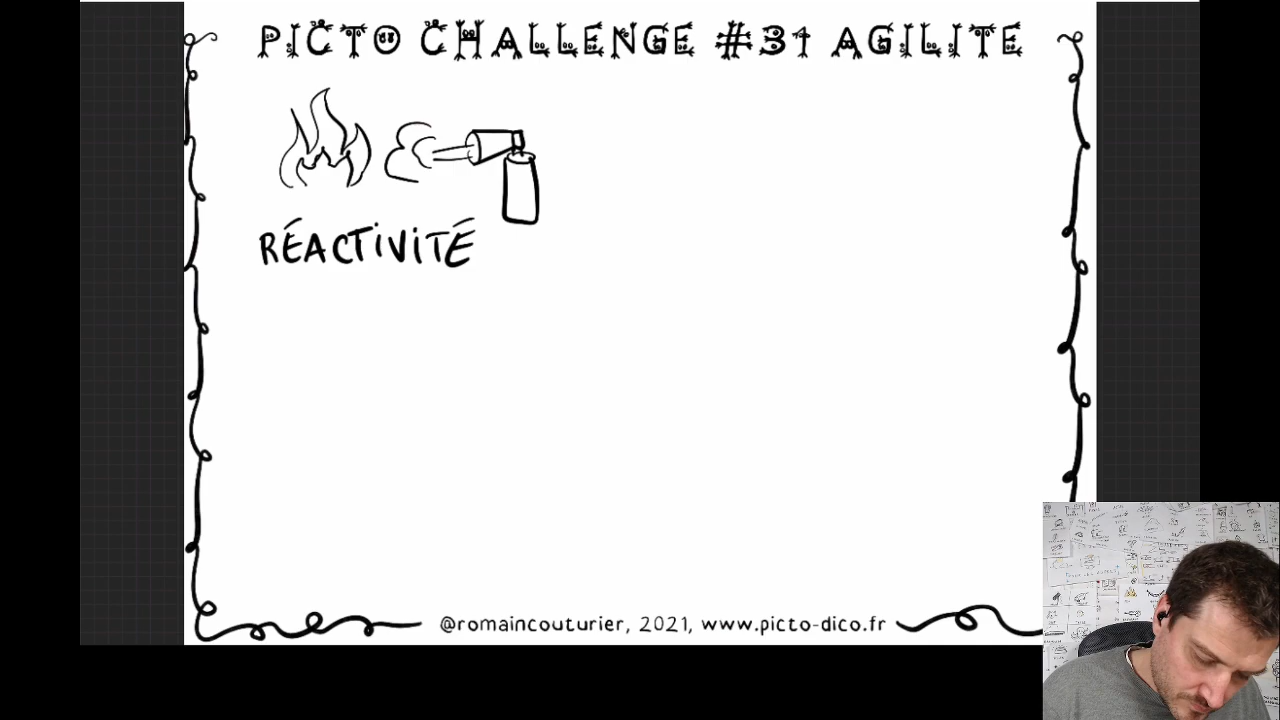 PICTO CHALLENGE #31 AGILITE
RÉACTIVITÉ
@romaincouturier, 2021, www.picto-dico.fr